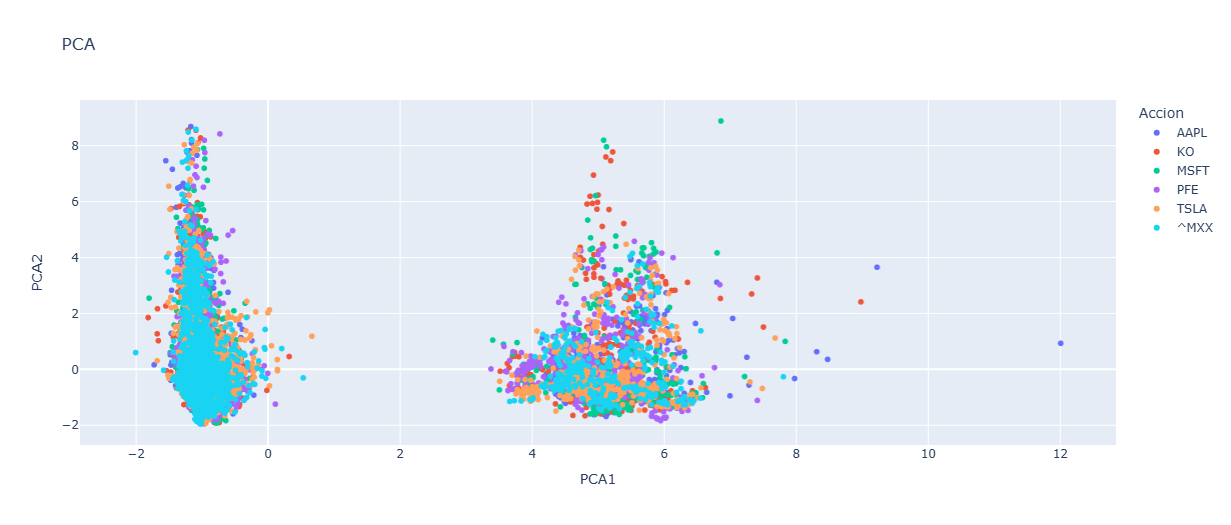 PCA
Accion
AAPL
KO
MSFT
PFE
TSLA
^MXX
8
6
4
2
0
−2
PCA2
−2
0
2
4
6
8
10
12
PCA1